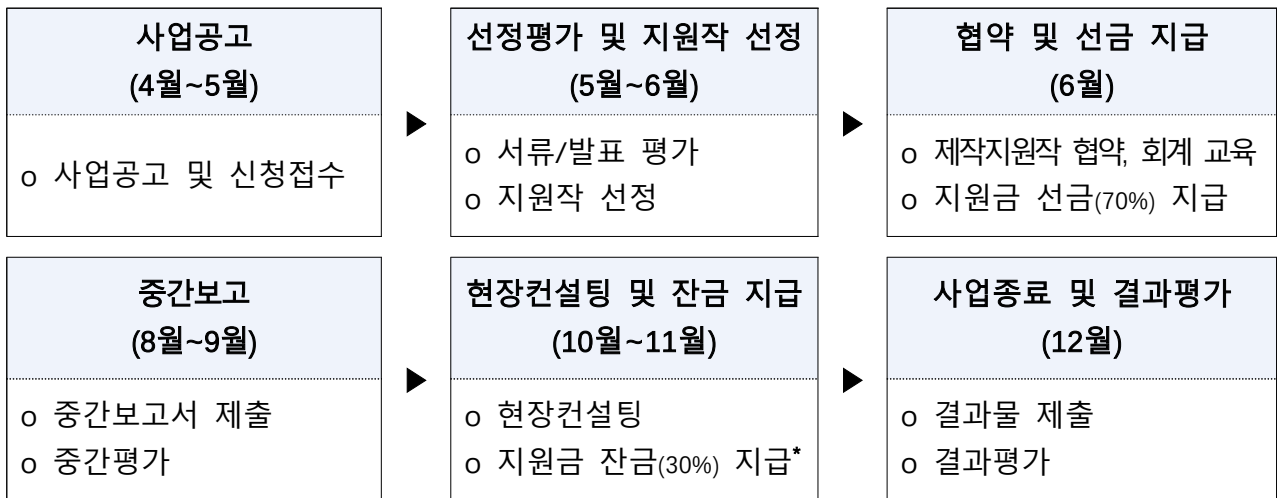 사업공고
(4월~5월)
o 사업공고 및 신청접수
▶
선정평가 및 지원작 선정
(5월~6월)
o 서류/발표 평가
o 지원작 선정
▶
협약 및 선금 지급
(6월)
o 제작지원작 협약, 회계 교육
o 지원금 선금(70%) 지급
중간보고
(8월~9월)
o 중간보고서 제출
o 중간평가
▶
현장컨설팅 및 잔금 지급
(10월~11월)
o 현장컨설팅
o 지원금 잔금(30%) 지급*
▶
사업종료 및 결과평가
(12월)
o 결과물 제출
o 결과평가